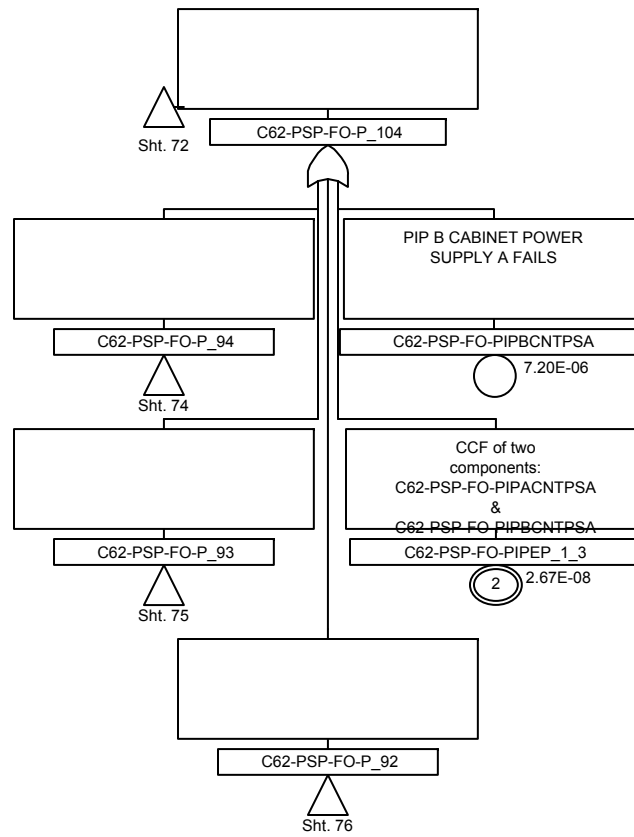 Sht. 72
C62-PSP-FO-P_104
PIP B CABINET POWER
SUPPLY A FAILS
C62-PSP-FO-P_94
Sht. 74
C62-PSP-FO-PIPBCNTPSA
7.20E-06
CCF of two
components:
C62-PSP-FO-PIPACNTPSA
&
C62-PSP-FO-PIPBCNTPSA
C62-PSP-FO-P_93
Sht. 75
C62-PSP-FO-PIPEP_1_3
2
2.67E-08
C62-PSP-FO-P_92
Sht. 76